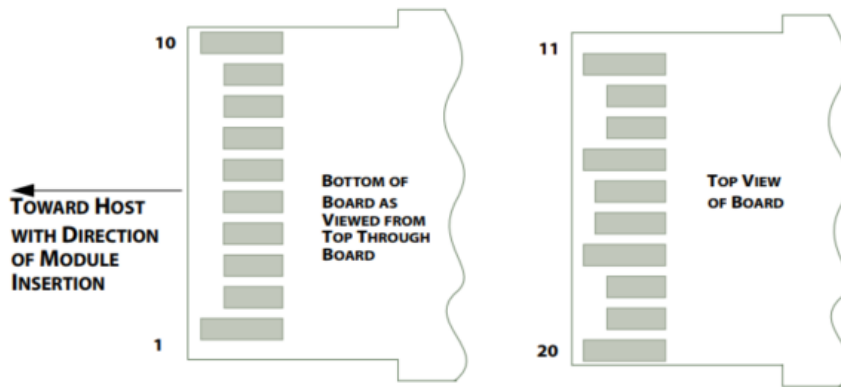 10
BOTTOM OF
BOARD AS
VIEWED FROM
TOP THROUGH
BOARD
TOWARD HOST
WITH DIRECTION
OF MODULE
INSERTION
1
11
TOP VIEW
OF BOARD
20